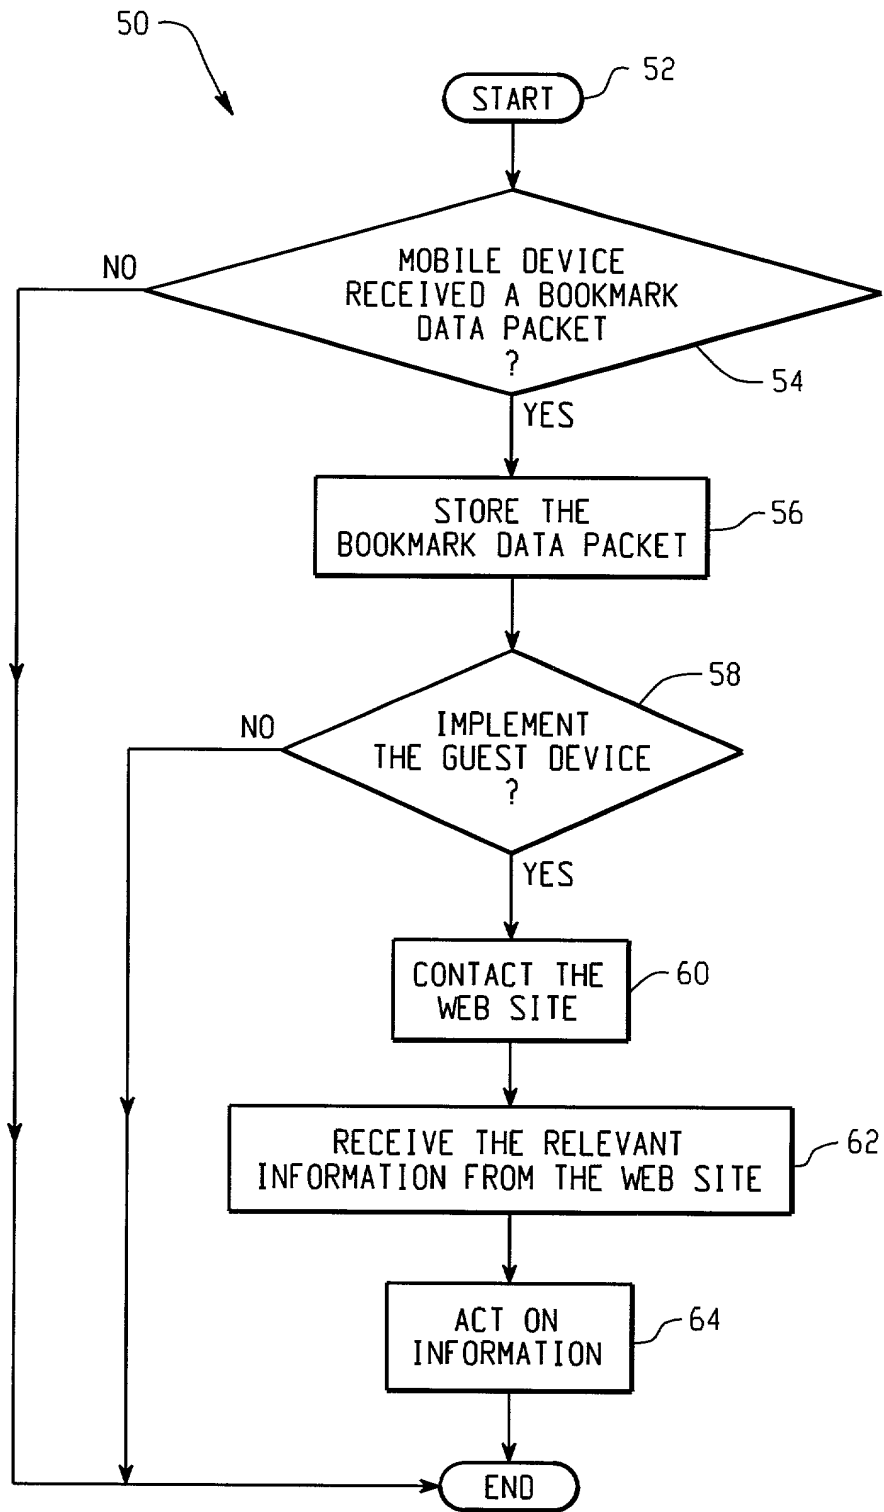 50
START
52
NO
MOBILE DEVICE
RECEIVED A BOOKMARK
DATA PACKET
?
54
YES
STORE THE
BOOKMARK DATA PACKET
56
58
NO
IMPLEMENT
THE GUEST DEVICE
?
YES
CONTACT THE
WEB SITE
60
RECEIVE THE RELEVANT
INFORMATION FROM THE WEB SITE
62
ACT ON
INFORMATION
64
END